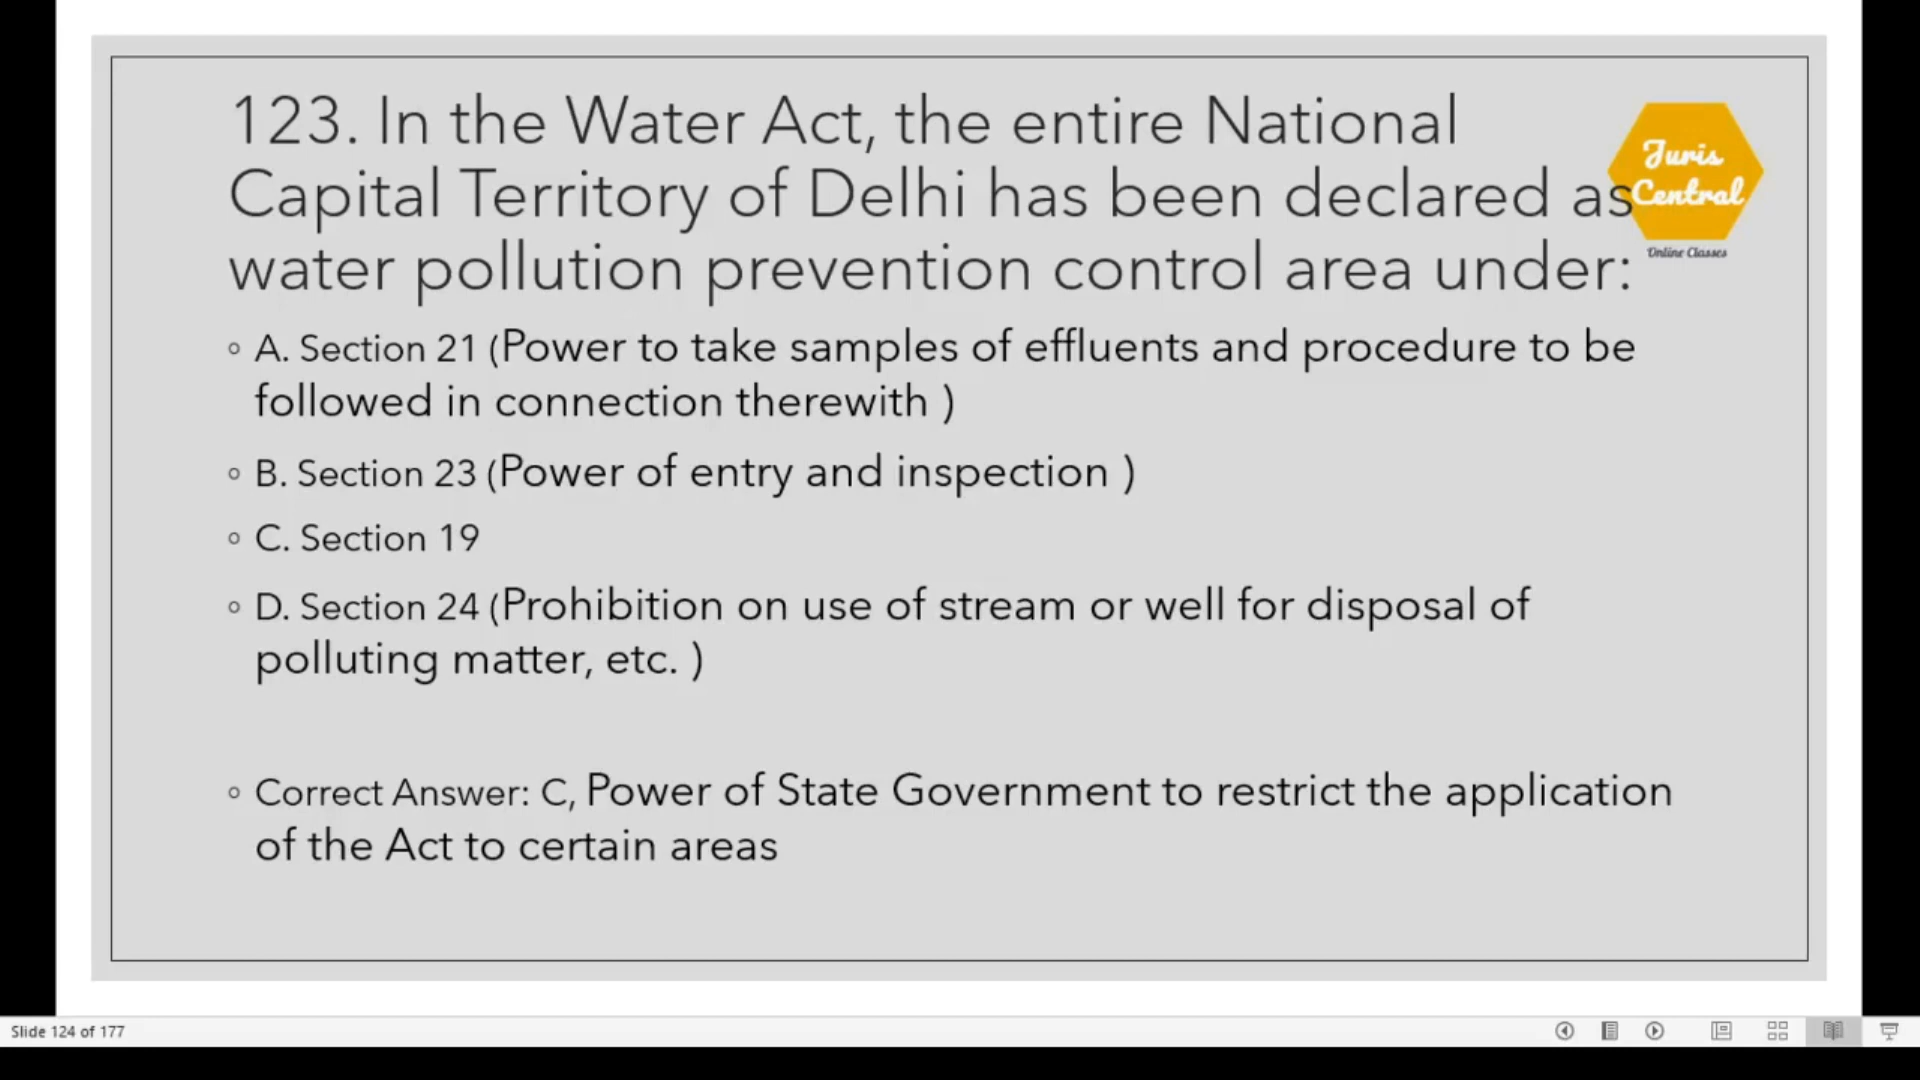 123. In the Water Act, the entire National
Capital Territory of Delhi has been declared as
water pollution prevention control area under:
Juris
Central
Online Classes
◦ A. Section 21 (Power to take samples of effluents and procedure to be
followed in connection therewith )
◦ B. Section 23 (Power of entry and inspection )
◦ C. Section 19
◦ D. Section 24 (Prohibition on use of stream or well for disposal of
polluting matter, etc. )
◦ Correct Answer: C, Power of State Government to restrict the application
of the Act to certain areas
Slide 124 of 177